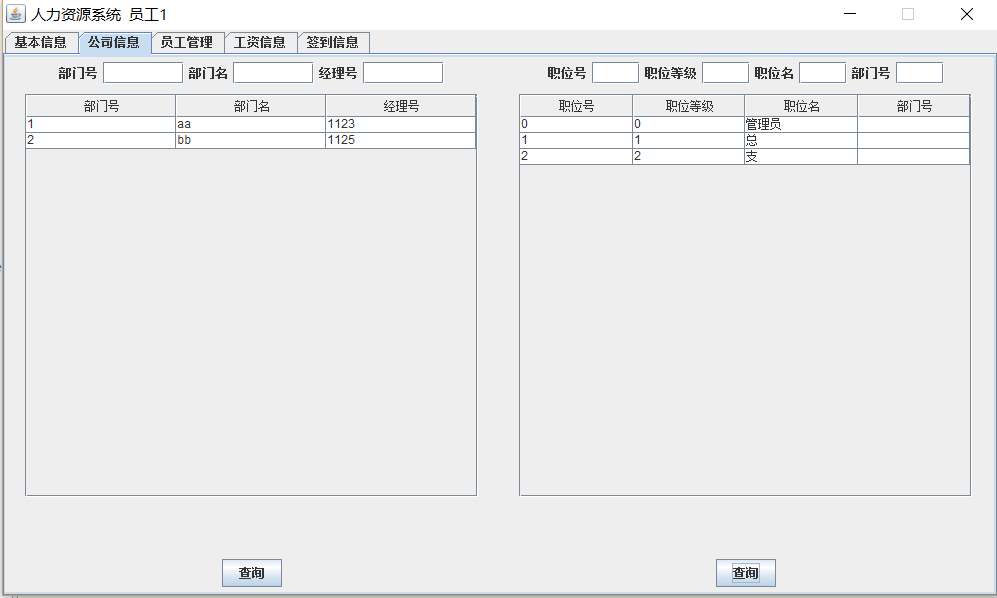 人力资源系统 员工1
基本信息 公司信息 员工管理 工资信息 签到信息
部门号 部门名 经理号
部门号 部门名 经理号
1 aa 1123
2 bb 1125
查询
职位号 职位等级 职位名 部门号
职位号 职位等级 职位名 部门号
0 0 管理员
1 1 总
2 2 支
查询